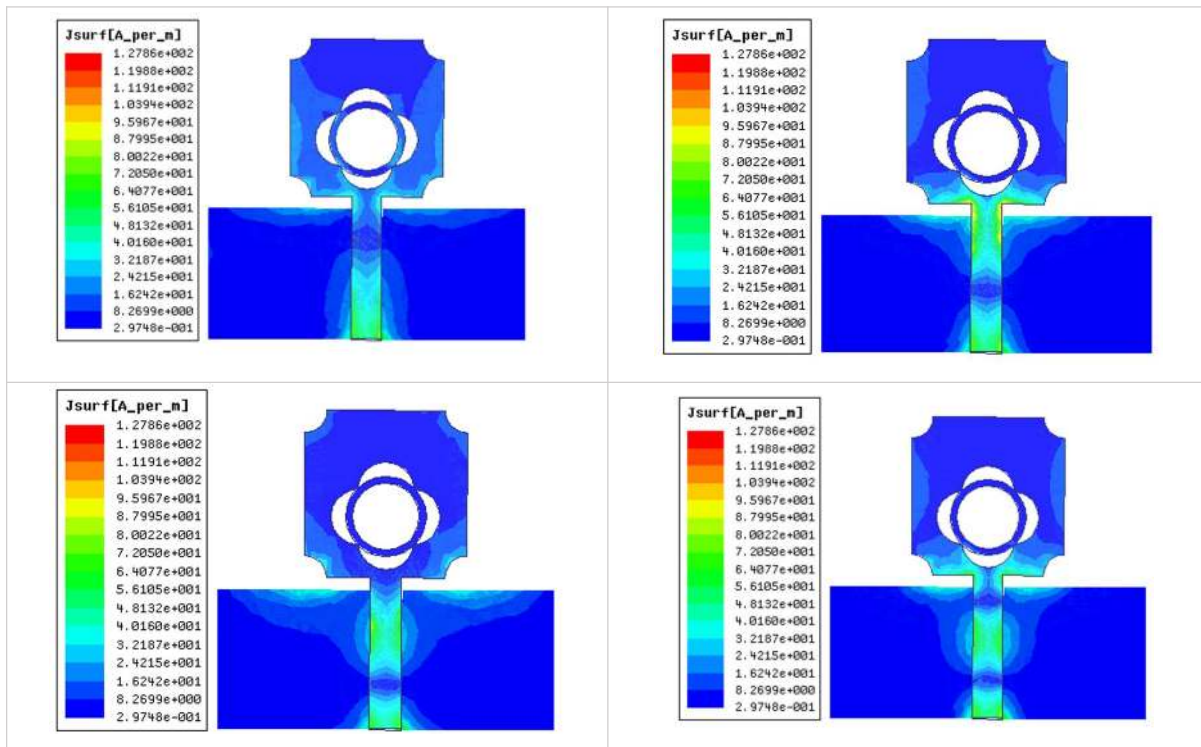 Jsurf[A_per_m]
1.2786e+002
1.1988e+002
1.1191e+002
1.0394e+002
9.5967e+001
8.7995e+001
8.0022e+001
7.2050e+001
6.4077e+001
5.6105e+001
4.8132e+001
4.0160e+001
3.2187e+001
2.4215e+001
1.6242e+001
8.2699e+000
2.9748e-001
Jsurf[A_per_m]
1.2786e+002
1.1988e+002
1.1191e+002
1.0394e+002
9.5967e+001
8.7995e+001
8.0022e+001
7.2050e+001
6.4077e+001
5.6105e+001
4.8132e+001
4.0160e+001
3.2187e+001
2.4215e+001
1.6242e+001
8.2699e+000
2.9748e-001
Jsurf[A_per_m]
1.2786e+002
1.1988e+002
1.1191e+002
1.0394e+002
9.5967e+001
8.7995e+001
8.0022e+001
7.2050e+001
6.4077e+001
5.6105e+001
4.8132e+001
4.0160e+001
3.2187e+001
2.4215e+001
1.6242e+001
8.2699e+000
2.9748e-001
Jsurf[A_per_m]
1.2786e+002
1.1988e+002
1.1191e+002
1.0394e+002
9.5967e+001
8.7995e+001
8.0022e+001
7.2050e+001
6.4077e+001
5.6105e+001
4.8132e+001
4.0160e+001
3.2187e+001
2.4215e+001
1.6242e+001
8.2699e+000
2.9748e-001